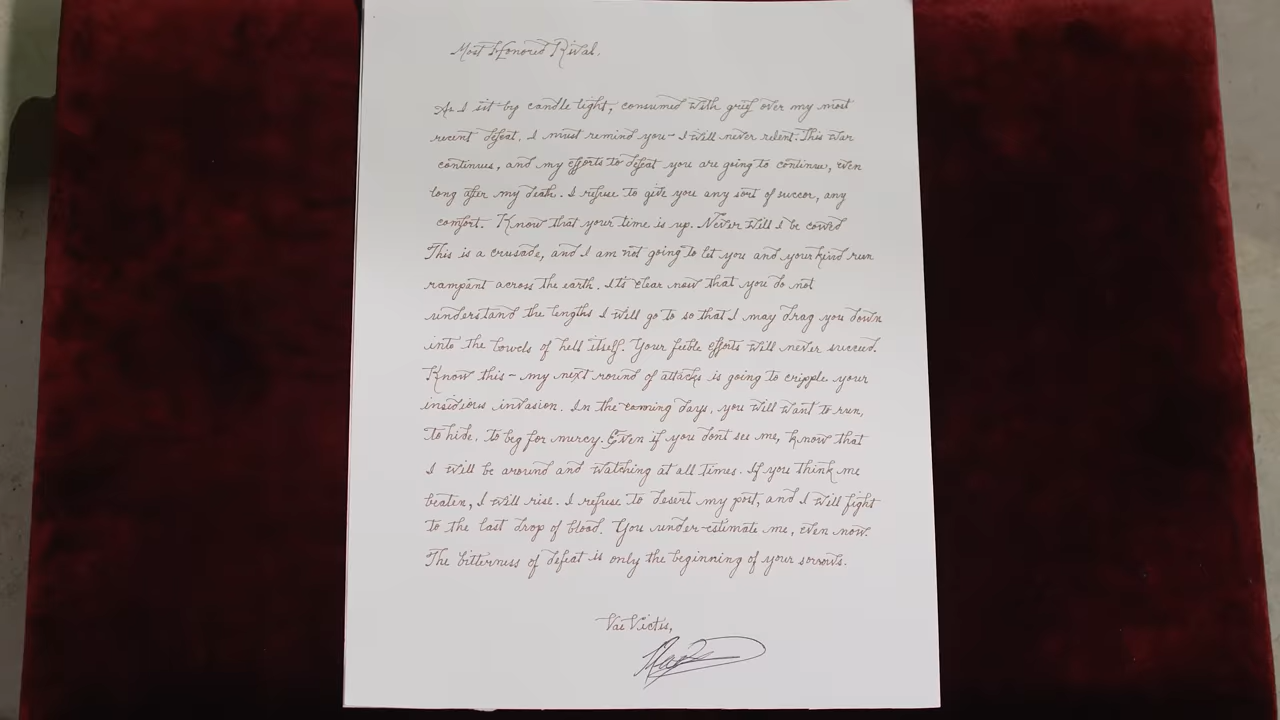 Most Honored Rival,
As I sit by candle light, consumed with grief over my most
recent defeat, I must remind you - I will never relent. This war
continues, and my efforts to defeat you are going to continue, even
long after my death. I refuse to give you any sort of succor, any
comfort. Know that your time is up. Never will I be cowed
This is a crusade, and I am not going to let you and your kind run
rampant across the earth. It's clear now that you do not
understand the lengths I will go to so that I may drag you down
into the bowels of hell itself. Your feeble efforts will never succeed.
Know this - my next round of attacks is going to cripple your
insidious invasion. In the comming days, you will want to run,
to hide, to beg for mercy. Even if you dont see me, know that
I will be around and watching at all times. If you think me
beaten, I will rise. I refuse to desert my post, and I will fight
to the last drop of blood. You under-estimate me, even now.
The bitterness of defeat is only the beginning of your sorrows.
Vae Victis,